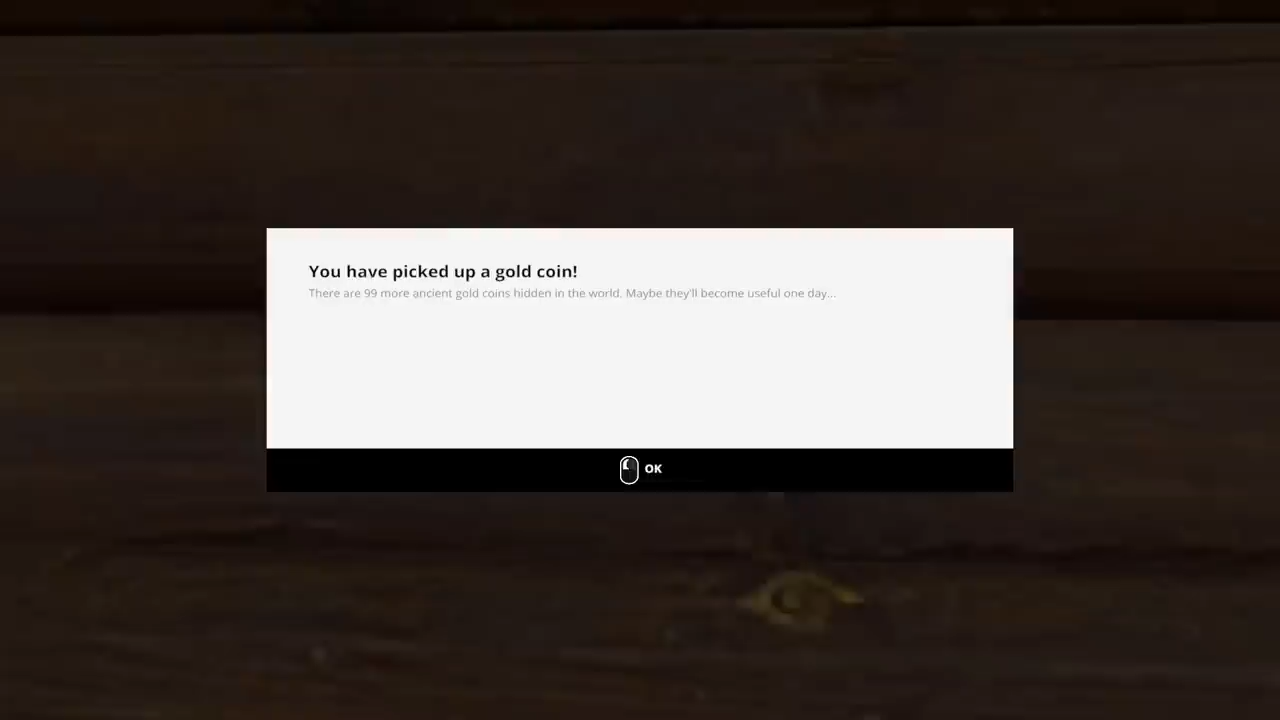 You have picked up a gold coin!
There are 99 more ancient gold coins hidden in the world. Maybe they'll become useful one day...
OK